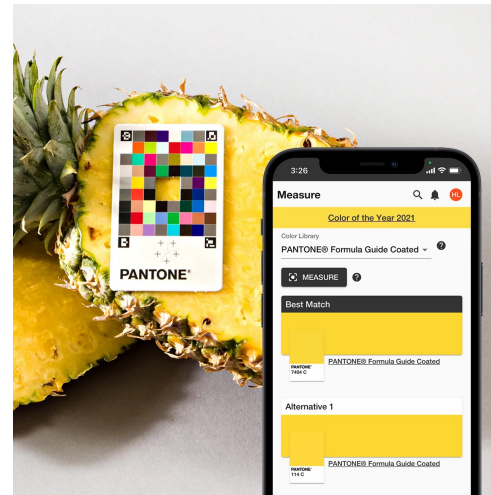 PANTONE®
3:26
Measure
HL
Color of the Year 2021
Color Library
PANTONE® Formula Guide Coated
MEASURE
Best Match
PANTONE® Formula Guide Coated
PANTONE®
7404 C
Alternative 1
PANTONE® Formula Guide Coated
PANTONE®
114 C